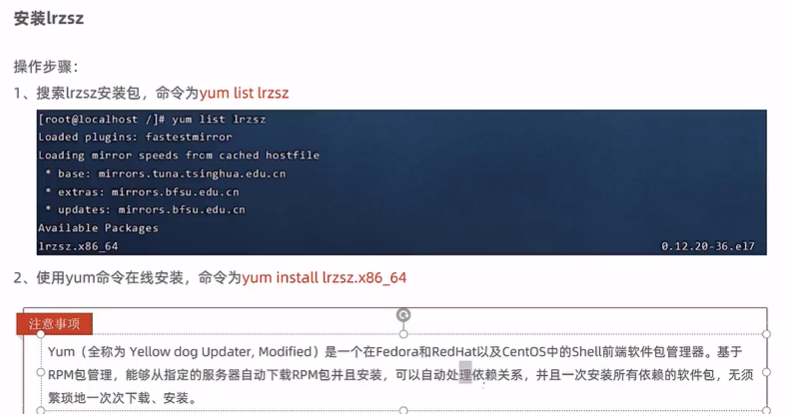 安装lrzsz
操作步骤：
1、搜索lrzsz安装包，命令为yum list lrzsz
[root@localhost /]# yum list lrzsz
Loaded plugins: fastestmirror
Loading mirror speeds from cached hostfile
* base: mirrors.tuna.tsinghua.edu.cn
* extras: mirrors.bfsu.edu.cn
* updates: mirrors.bfsu.edu.cn
Available Packages
lrzsz.x86_64 0.12.20-36.el7
2、使用yum命令在线安装，命令为yum install lrzsz.x86_64
注意事项
Yum（全称为 Yellow dog Updater, Modified）是一个在Fedora和RedHat以及CentOS中的Shell前端软件包管理器。基于
RPM包管理，能够从指定的服务器自动下载RPM包并且安装，可以自动处理依赖关系，并且一次安装所有依赖的软件包，无须
繁琐地一次次下载、安装。